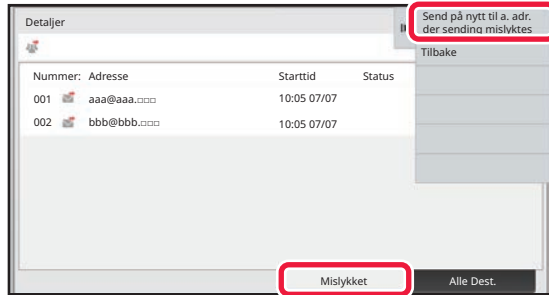 Detaljer
Send på nytt til a. adr.
der sending mislyktes
Tilbake
Nummer: Adresse Starttid Status
001 aaa@aaa.□□□ 10:05 07/07
002 bbb@bbb.□□□ 10:05 07/07
Mislykket Alle Dest.